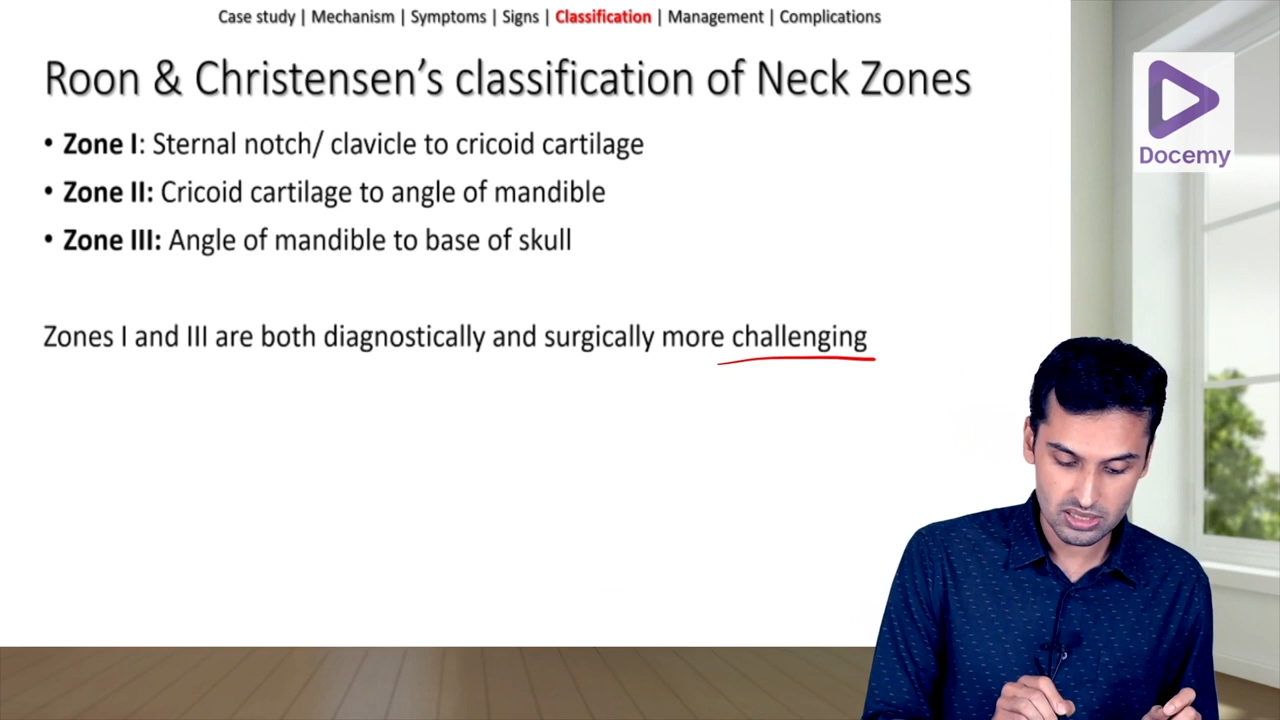 Case study | Mechanism | Symptoms | Signs | Classification | Management | Complications
Roon & Christensen's classification of Neck Zones
• Zone I: Sternal notch/ clavicle to cricoid cartilage
• Zone II: Cricoid cartilage to angle of mandible
• Zone III: Angle of mandible to base of skull
Zones I and III are both diagnostically and surgically more challenging
Docemy